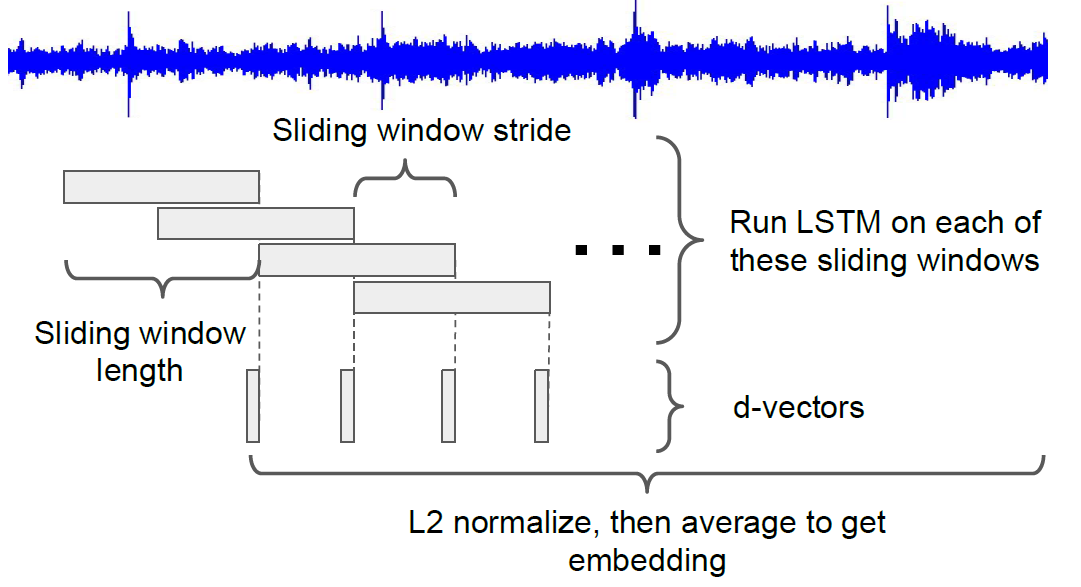 Sliding window stride
Run LSTM on each of
these sliding windows
Sliding window
length
d-vectors
L2 normalize, then average to get
embedding